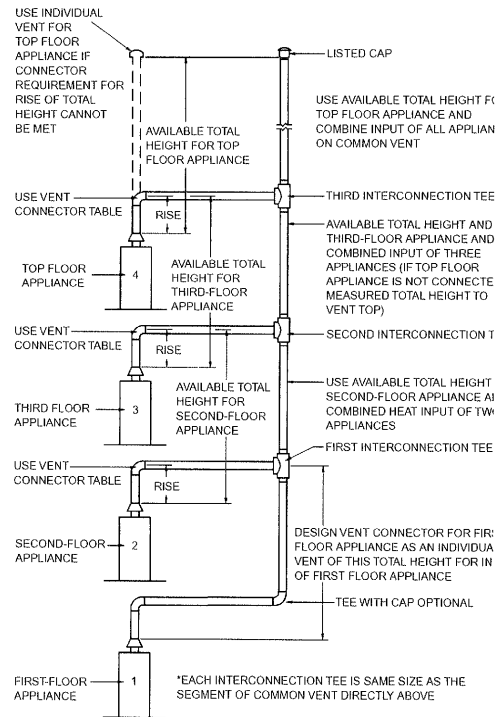 USE INDIVIDUAL
VENT FOR
TOP FLOOR
APPLIANCE IF
CONNECTOR
REQUIREMENT FOR
RISE OF TOTAL
HEIGHT CANNOT
BE MET
LISTED CAP
USE AVAILABLE TOTAL HEIGHT
TOP FLOOR APPLIANCE AND
COMBINE INPUT OF ALL
ON COMMON VENT
AVAILABLE TOTAL
HEIGHT FOR TOP
FLOOR APPLIANCE
USE VENT
CONNECTOR TABLE
RISE
THIRD INTERCONNECTION TEE
AVAILABLE TOTAL HEIGHT AND
THIRD-FLOOR APPLIANCE AND
COMBINED INPUT OF THREE
APPLIANCES (IF TOP FLOOR
APPLIANCE IS NOT
MEASURED TOTAL HEIGHT TO
VENT TOP)
TOP FLOOR
APPLIANCE
4
AVAILABLE TOTAL
HEIGHT FOR
THIRD-FLOOR
APPLIANCE
USE VENT
CONNECTOR TABLE
RISE
SECOND INTERCONNECTION
THIRD FLOOR
APPLIANCE
3
AVAILABLE TOTAL
HEIGHT FOR
SECOND-FLOOR
APPLIANCE
USE AVAILABLE TOTAL HEIGHT
SECOND-FLOOR APPLIANCE
COMBINED HEAT INPUT OF
APPLIANCES
FIRST INTERCONNECTION TEE
USE VENT
CONNECTOR TABLE
RISE
SECOND-FLOOR
APPLIANCE
2
DESIGN VENT CONNECTOR FOR
FLOOR APPLIANCE AS AN
VENT OF THIS TOTAL HEIGHT FOR
OF FIRST FLOOR APPLIANCE
TEE WITH CAP OPTIONAL
FIRST-FLOOR
APPLIANCE
1
*EACH INTERCONNECTION TEE IS SAME SIZE AS THE
SEGMENT OF COMMON VENT DIRECTLY ABOVE